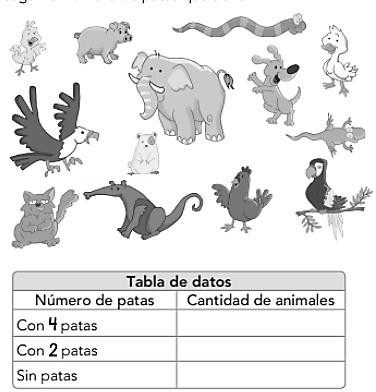 Tabla de datos
Número de patas Cantidad de animales
Con 4 patas
Con 2 patas
Sin patas